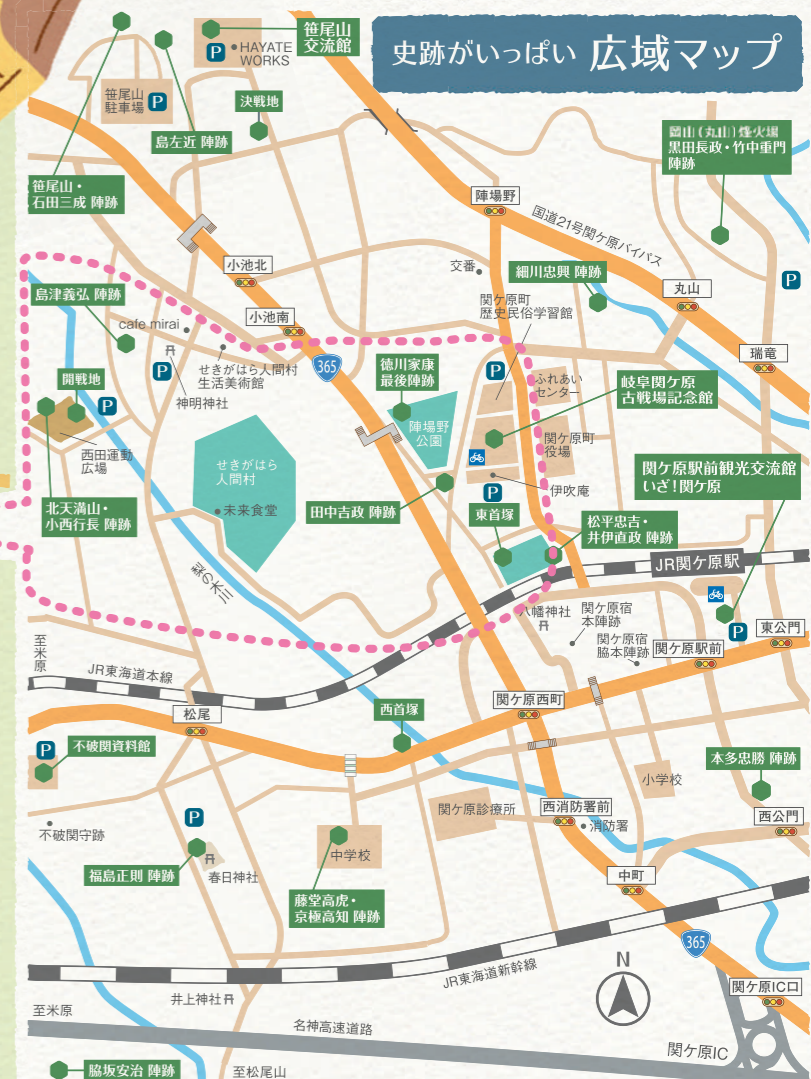 史跡がいっぱい 広域マップ
笹尾山
交流館
P
HAYATE
WORKS
笹尾山
駐車場
P
決戦地
島左近 陣跡
岡山(丸山)烽火場
黒田長政・竹中重門
陣跡
笹尾山・
石田三成 陣跡
陣場野
国道21号関ケ原バイパス
小池北
交番
細川忠興 陣跡
丸山
P
島津義弘 陣跡
関ケ原町
歴史民俗学習館
小池南
cafe mirai
瑞竜
365
せきがはら人間村
生活美術館
徳川家康
最後陣跡
P
P
ふれあい
センター
岐阜関ケ原
古戦場記念館
開戦地
P
神明神社
陣場野
公園
関ケ原町
役場
西田運動
広場
せきがはら
人間村
関ケ原駅前観光交流館
いざ!関ケ原
伊吹庵
P
北天満山・
小西行長 陣跡
未来食堂
田中吉政 陣跡
東首塚
松平忠吉・
井伊直政 陣跡
JR関ケ原駅
梨の木川
八幡神社
関ケ原宿
本陣跡
P
東公門
関ケ原宿
脇本陣跡
関ケ原駅前
至米原
JR東海道本線
関ケ原西町
松尾
西首塚
P
不破関資料館
本多忠勝 陣跡
小学校
関ケ原診療所
西消防署前
消防署
西公門
P
不破関守跡
中学校
福島正則 陣跡
春日神社
中町
藤堂高虎・
京極高知 陣跡
365
N
JR東海道新幹線
関ケ原IC口
井上神社
至米原
名神高速道路
関ケ原IC
脇坂安治 陣跡
至松尾山